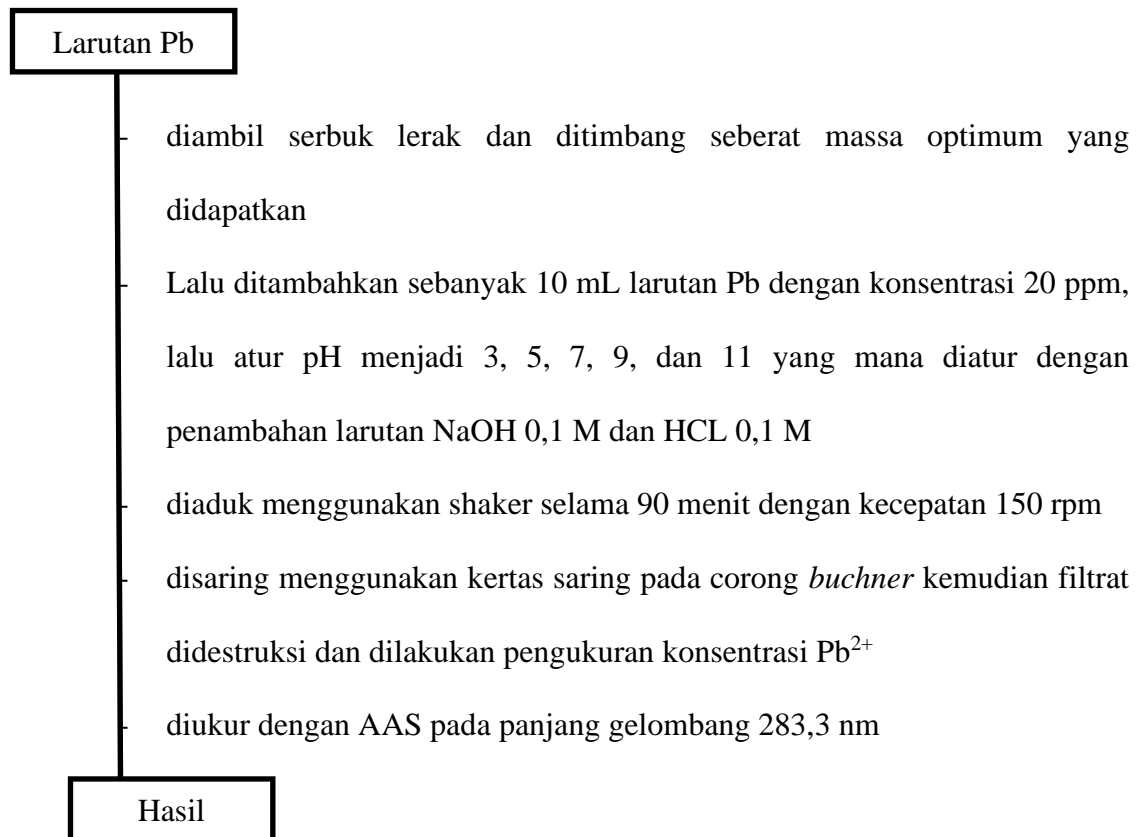 Larutan Pb
- diambil serbuk lerak dan ditimbang seberat massa optimum yang
didapatkan
- Lalu ditambahkan sebanyak 10 mL larutan Pb dengan konsentrasi 20 ppm,
lalu atur pH menjadi 3, 5, 7, 9, dan 11 yang mana diatur dengan
penambahan larutan NaOH 0,1 M dan HCL 0,1 M
- diaduk menggunakan shaker selama 90 menit dengan kecepatan 150 rpm
- disaring menggunakan kertas saring pada corong buchner kemudian filtrat
didestruksi dan dilakukan pengukuran konsentrasi Pb²⁺
- diukur dengan AAS pada panjang gelombang 283,3 nm
Hasil